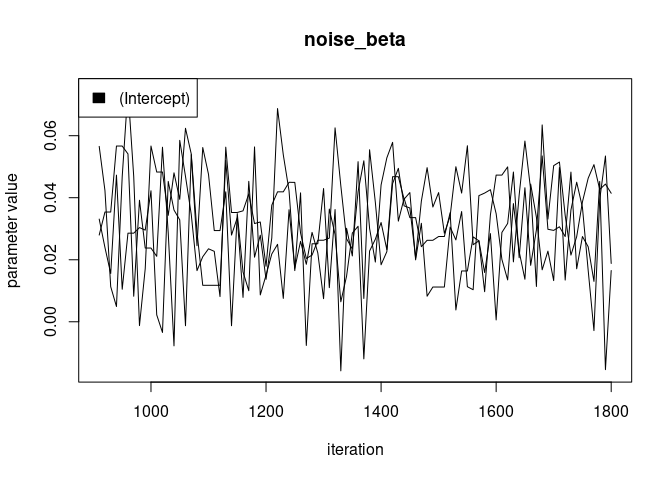 noise_beta
(Intercept)
parameter value
0.06
0.04
0.02
0.00
1000 1200 1400 1600 1800
iteration